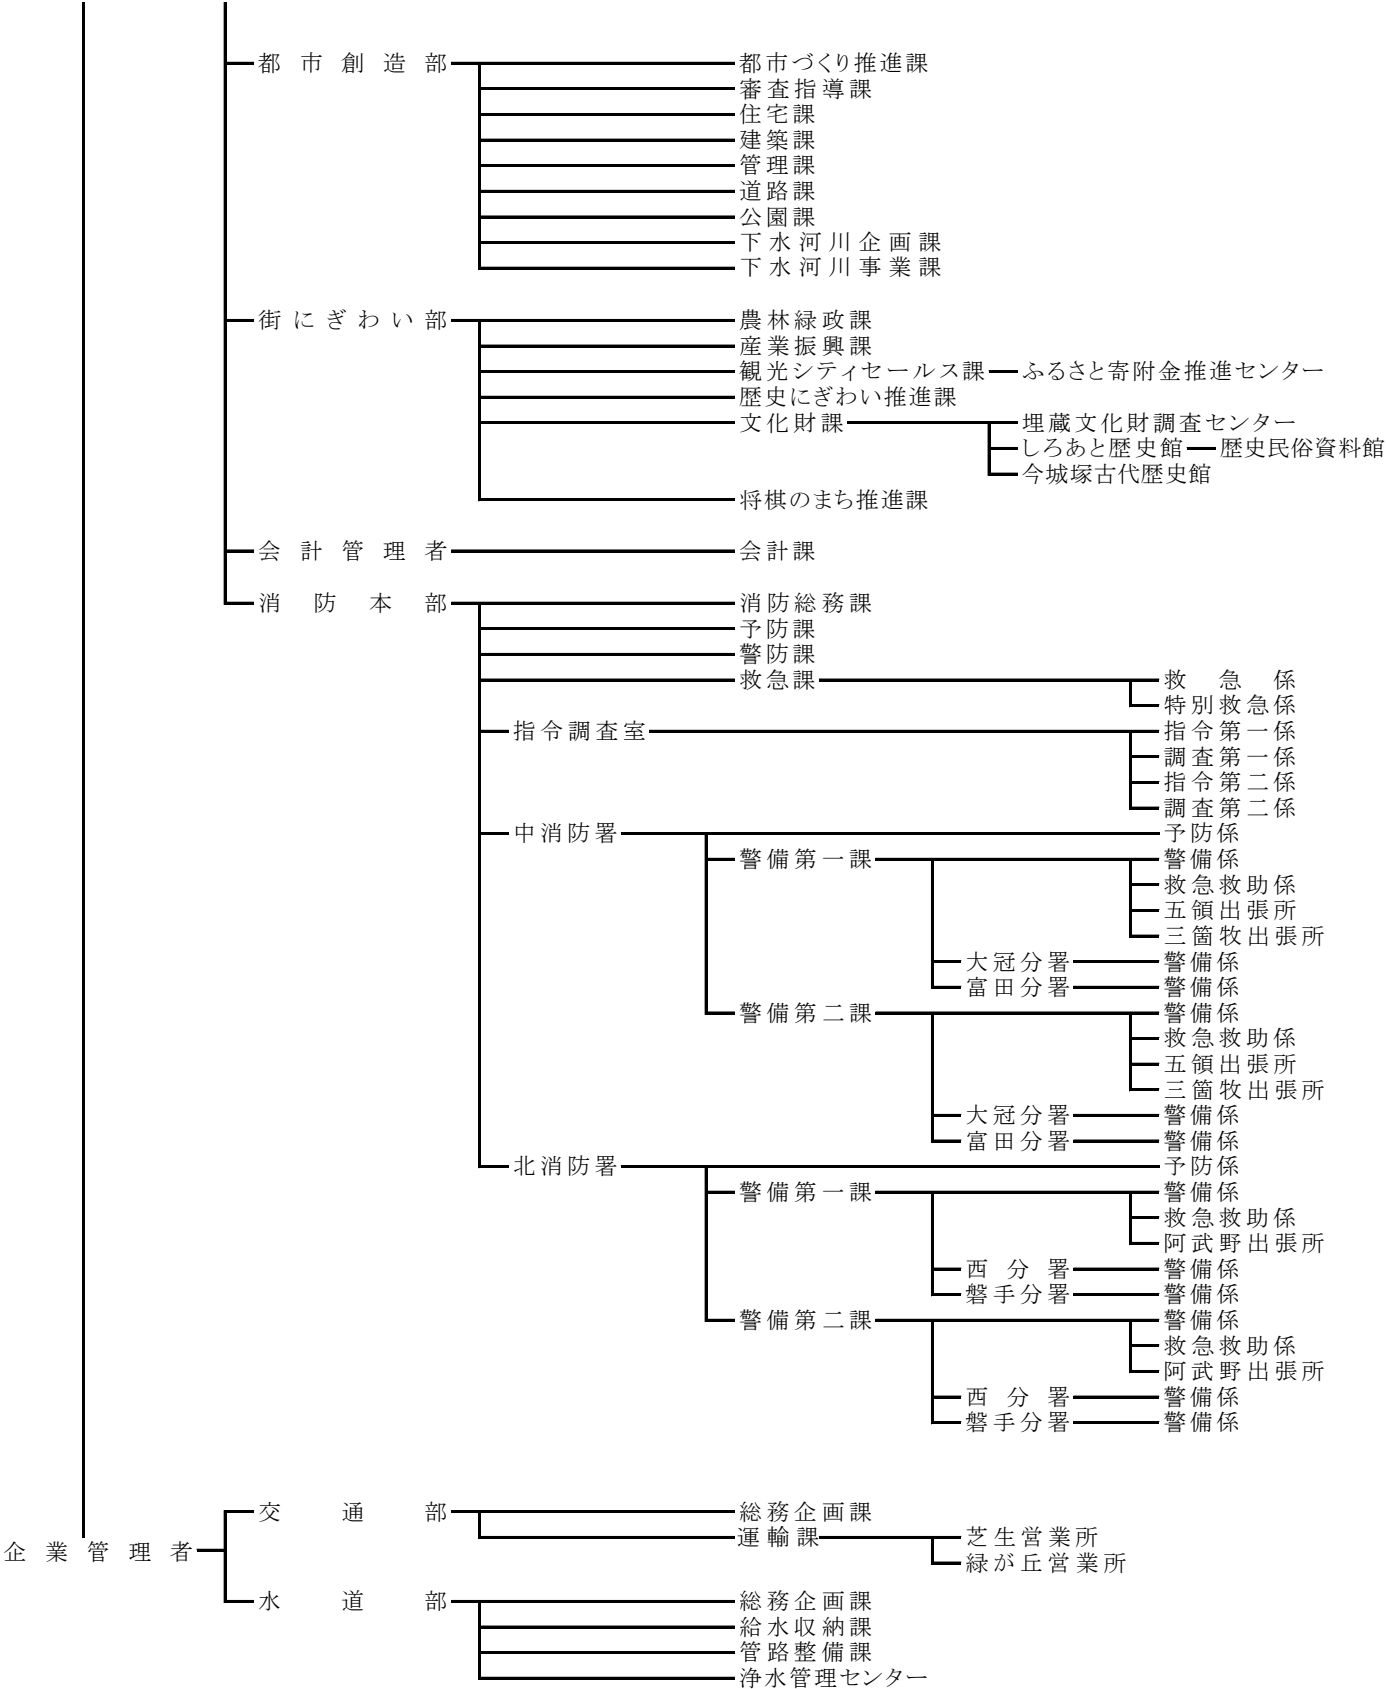 都市創造部 都市づくり推進課
審査指導課
住宅課
建築課
管理課
道路課
公園課
下水河川企画課
下水河川事業課
街にぎわい部 農林緑政課
産業振興課
観光シティセールス課 ふるさと寄附金推進センター
歴史にぎわい推進課
文化財課 埋蔵文化財調査センター
しろあと歴史館 歴史民俗資料館
今城塚古代歴史館
将棋のまち推進課
会計管理者 会計課
消防本部 消防総務課
予防課
警防課
救急課 救急係
特別救急係
指令調査室 指令第一係
調査第一係
指令第二係
調査第二係
中消防署 予防係
警備第一課 警備係
救急救助係
五領出張所
三箇牧出張所
大冠分署 警備係
富田分署 警備係
警備第二課 警備係
救急救助係
五領出張所
三箇牧出張所
大冠分署 警備係
富田分署 警備係
北消防署 予防係
警備第一課 警備係
救急救助係
阿武野出張所
西分署 警備係
磐手分署 警備係
警備第二課 警備係
救急救助係
阿武野出張所
西分署 警備係
磐手分署 警備係
交通部 総務企画課
運輸課 芝生営業所
企業管理者
緑が丘営業所
水道部 総務企画課
給水収納課
管路整備課
浄水管理センター